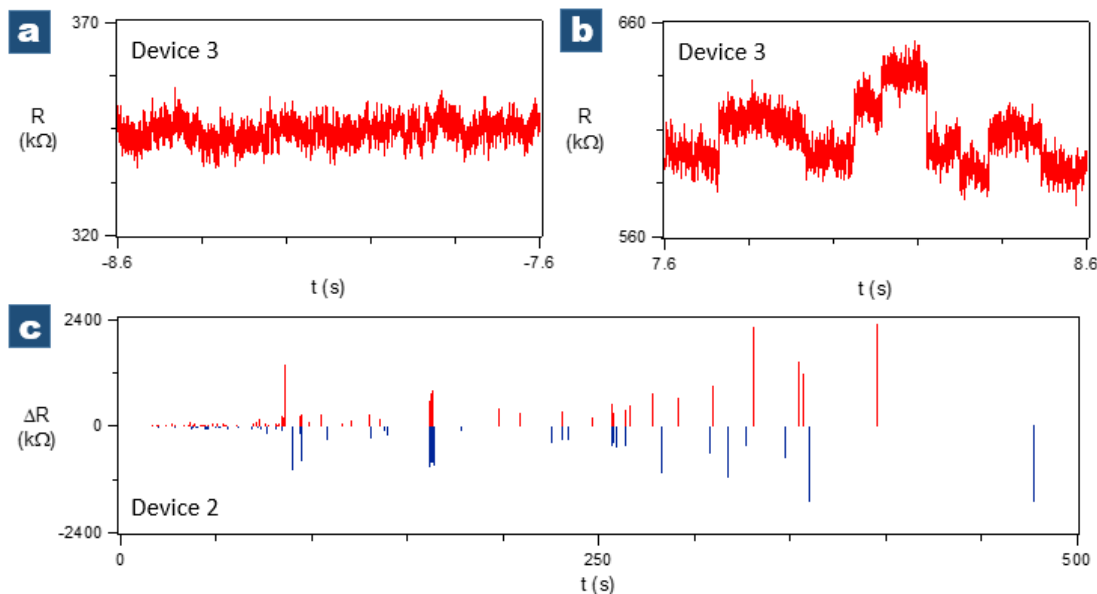 a
370
Device 3
R
(kΩ)
320
-8.6
-7.6
t (s)
b
660
Device 3
R
(kΩ)
560
7.6
8.6
t (s)
c
2400
ΔR
(kΩ)
0
Device 2
-2400
0
250
500
t (s)